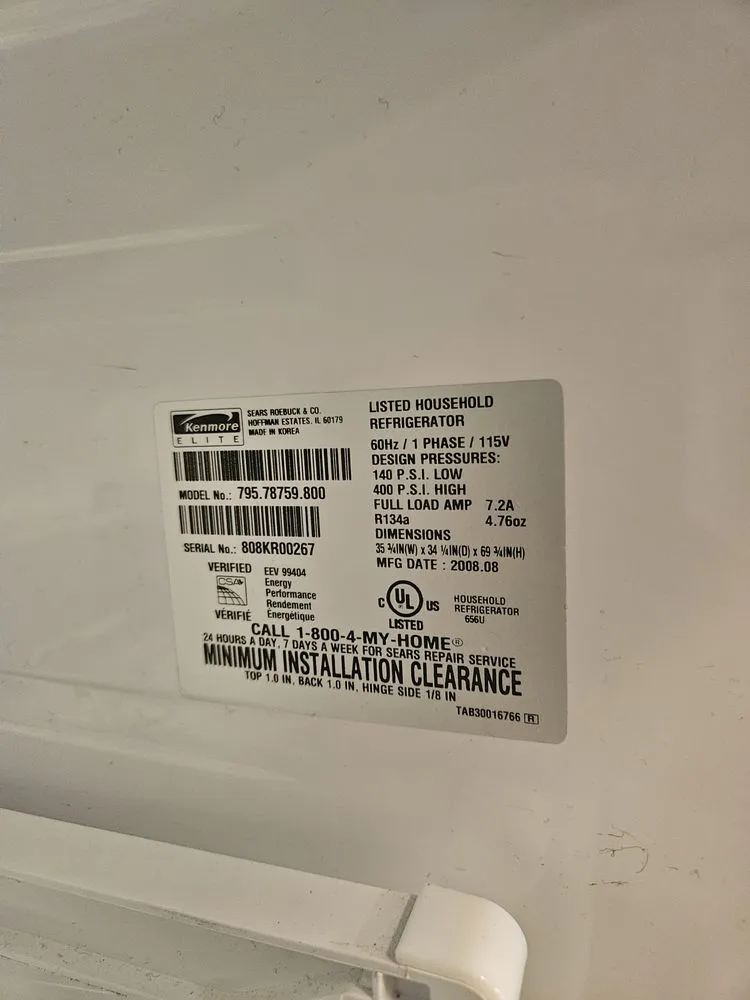 Kenmore
ELITE
SEARS ROEBUCK & CO.
HOFFMAN ESTATES, IL 60179
MADE IN KOREA
MODEL No.: 795.78759.800
SERIAL No.: 808KR00267
VERIFIED
CSA
VÉRIFIÉ
EEV 99404
Energy
Performance
Rendement
Énergétique
LISTED HOUSEHOLD
REFRIGERATOR
60Hz / 1 PHASE / 115V
DESIGN PRESSURES:
140 P.S.I. LOW
400 P.S.I. HIGH
FULL LOAD AMP 7.2A
R134a 4.76oz
DIMENSIONS
35 ¾IN(W) x 34 ¼IN(D) x 69 ¾IN(H)
MFG DATE : 2008.08
C UL US
LISTED
HOUSEHOLD
REFRIGERATOR
656U
CALL 1-800-4-MY-HOME®
24 HOURS A DAY, 7 DAYS A WEEK FOR SEARS REPAIR SERVICE
MINIMUM INSTALLATION CLEARANCE
TOP 1.0 IN, BACK 1.0 IN, HINGE SIDE 1/8 IN
TAB30016766 R